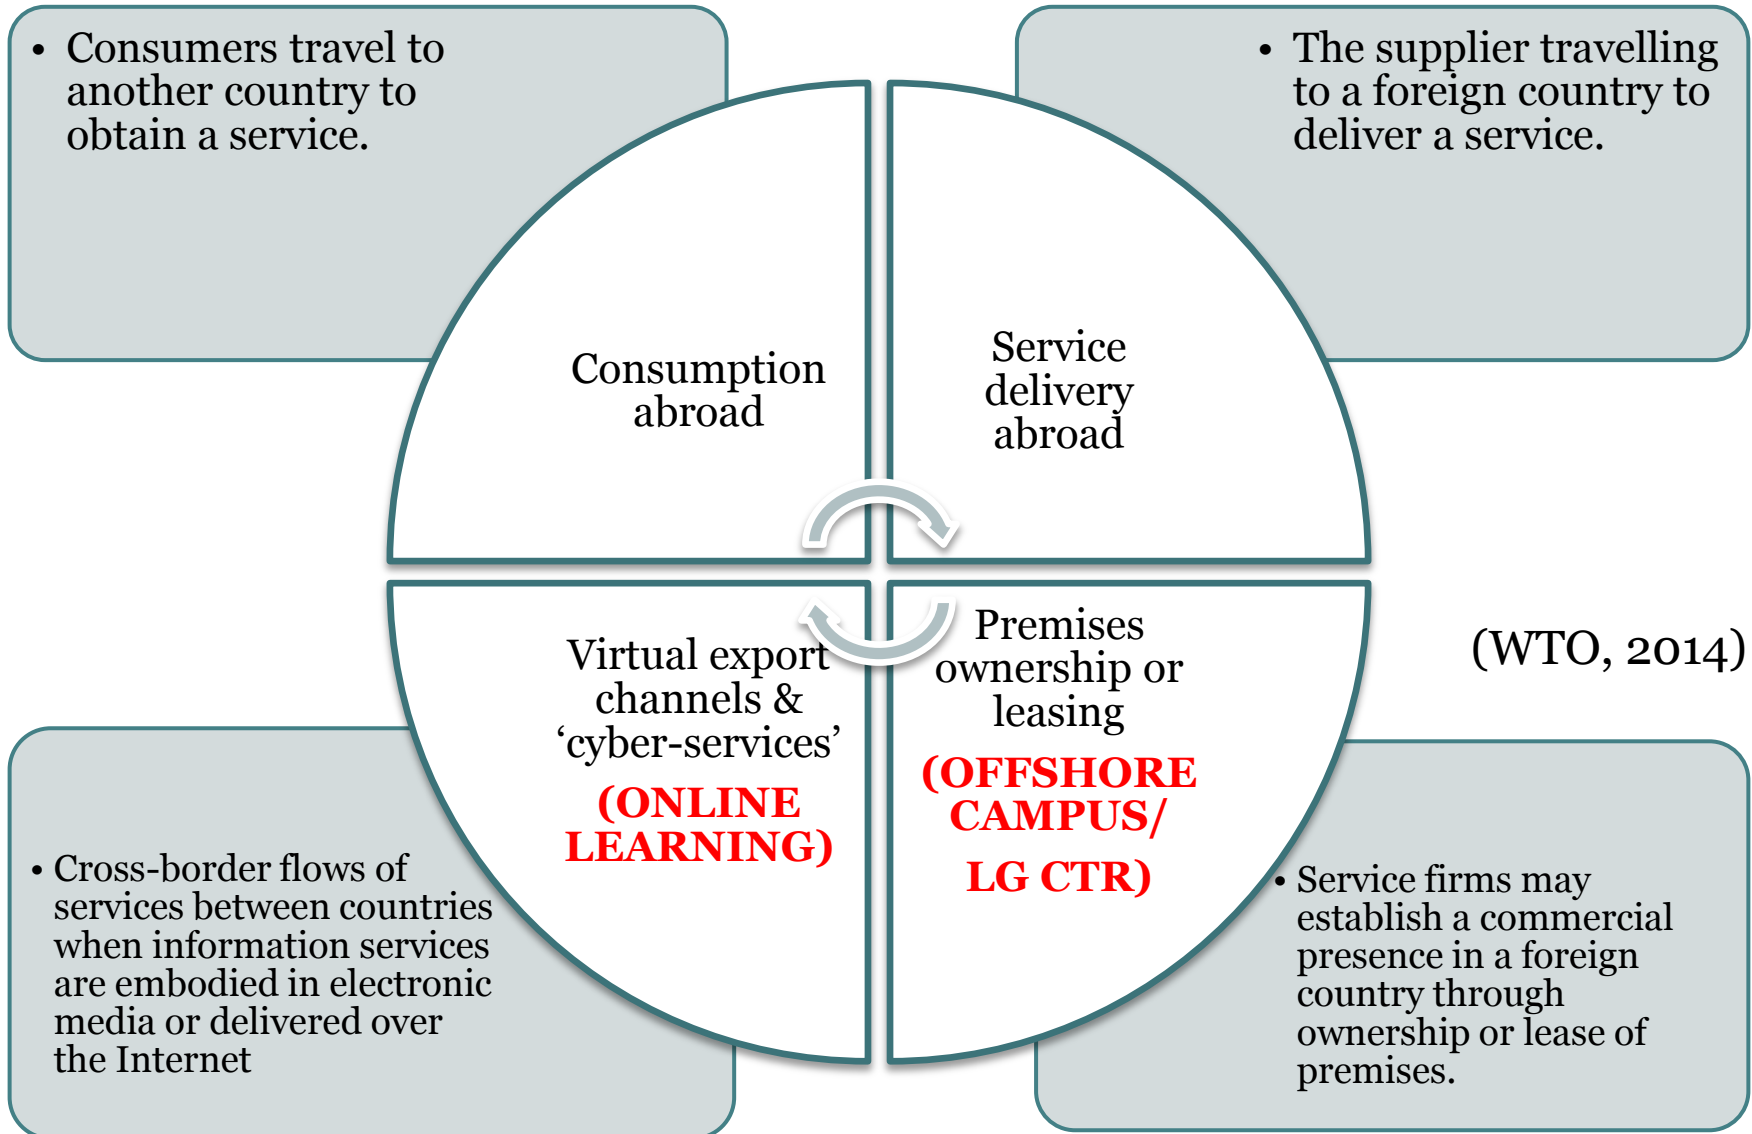 • Consumers travel to
another country to
obtain a service.
• The supplier travelling
to a foreign country to
deliver a service.
Consumption
abroad
Service
delivery
abroad
Virtual export
channels &
‘cyber-services’
(ONLINE
LEARNING)
Premises
ownership or
leasing
(OFFSHORE
CAMPUS/
LG CTR)
(WTO, 2014)
• Cross-border flows of
services between countries
when information services
are embodied in electronic
media or delivered over
the Internet
• Service firms may
establish a commercial
presence in a foreign
country through
ownership or lease of
premises.